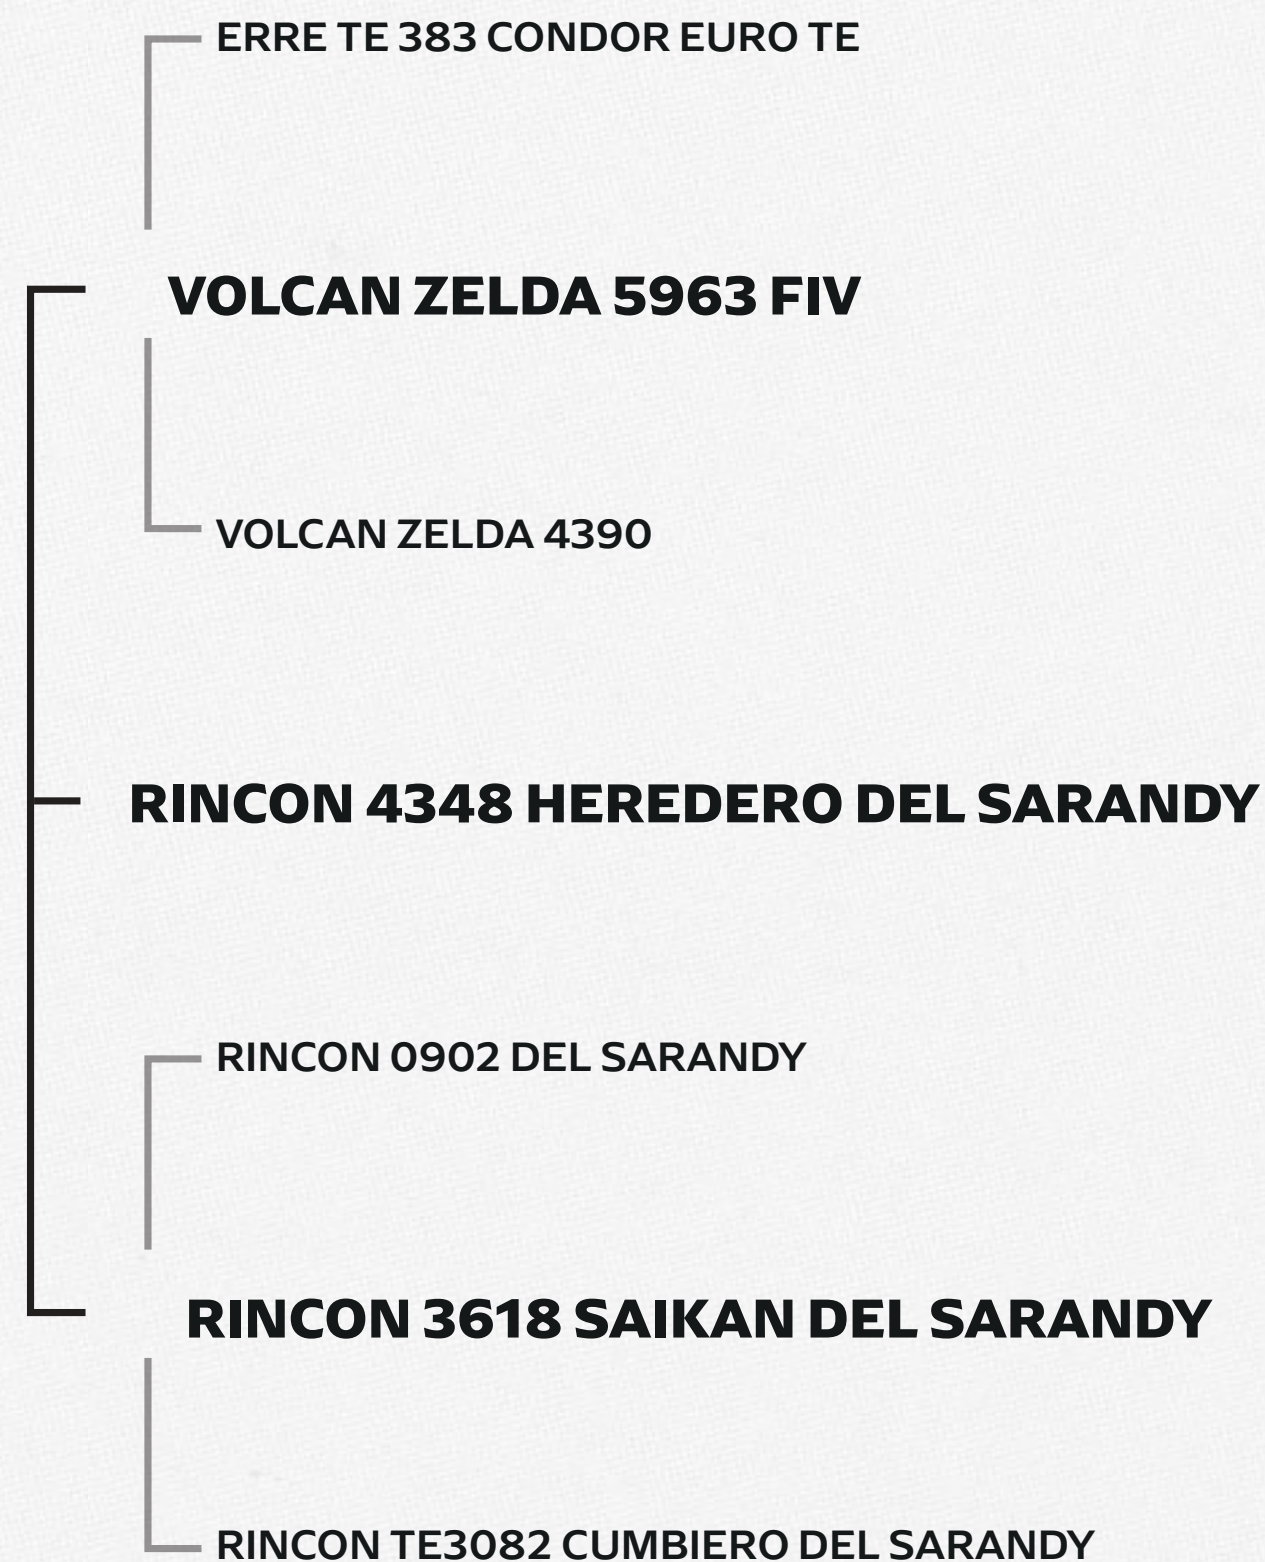 ERRE TE 383 CONDOR EURO TE
VOLCAN ZELDA 5963 FIV
VOLCAN ZELDA 4390
RINCON 4348 HEREDERO DEL SARANDY
RINCON 0902 DEL SARANDY
RINCON 3618 SAIKAN DEL SARANDY
RINCON TE3082 CUMBIERO DEL SARANDY